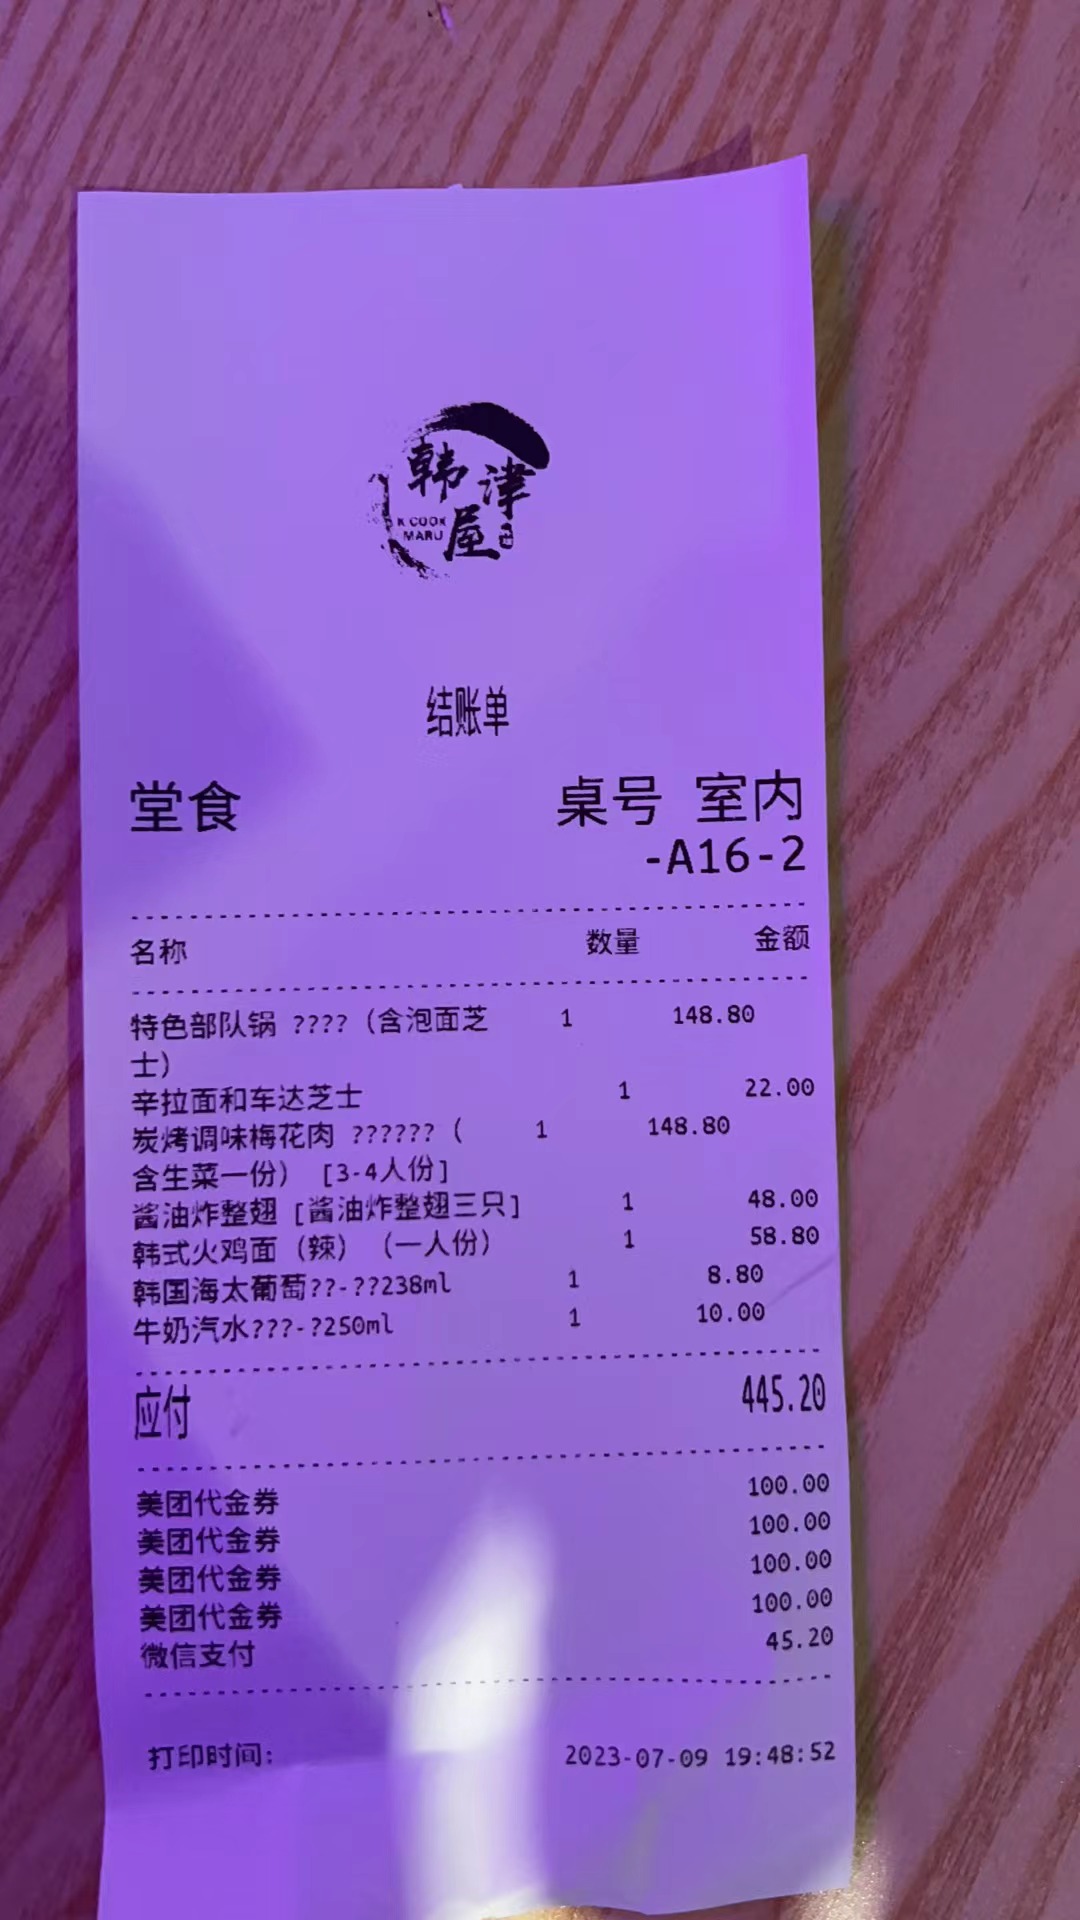 韩津
K COOK
MARU 屋
结账单
堂食 桌号 室内
-A16-2
名称 数量 金额
特色部队锅 ????（含泡面芝 1 148.80
士）
辛拉面和车达芝士 1 22.00
炭烤调味梅花肉 ??????（ 1 148.80
含生菜一份） [3-4人份]
酱油炸整翅 [酱油炸整翅三只] 1 48.00
韩式火鸡面（辣）（一人份） 1 58.80
韩国海太葡萄??-??238ml 1 8.80
牛奶汽水???-?250ml 1 10.00
应付 445.20
美团代金券 100.00
美团代金券 100.00
美团代金券 100.00
美团代金券 100.00
微信支付 45.20
打印时间: 2023-07-09 19:48:52